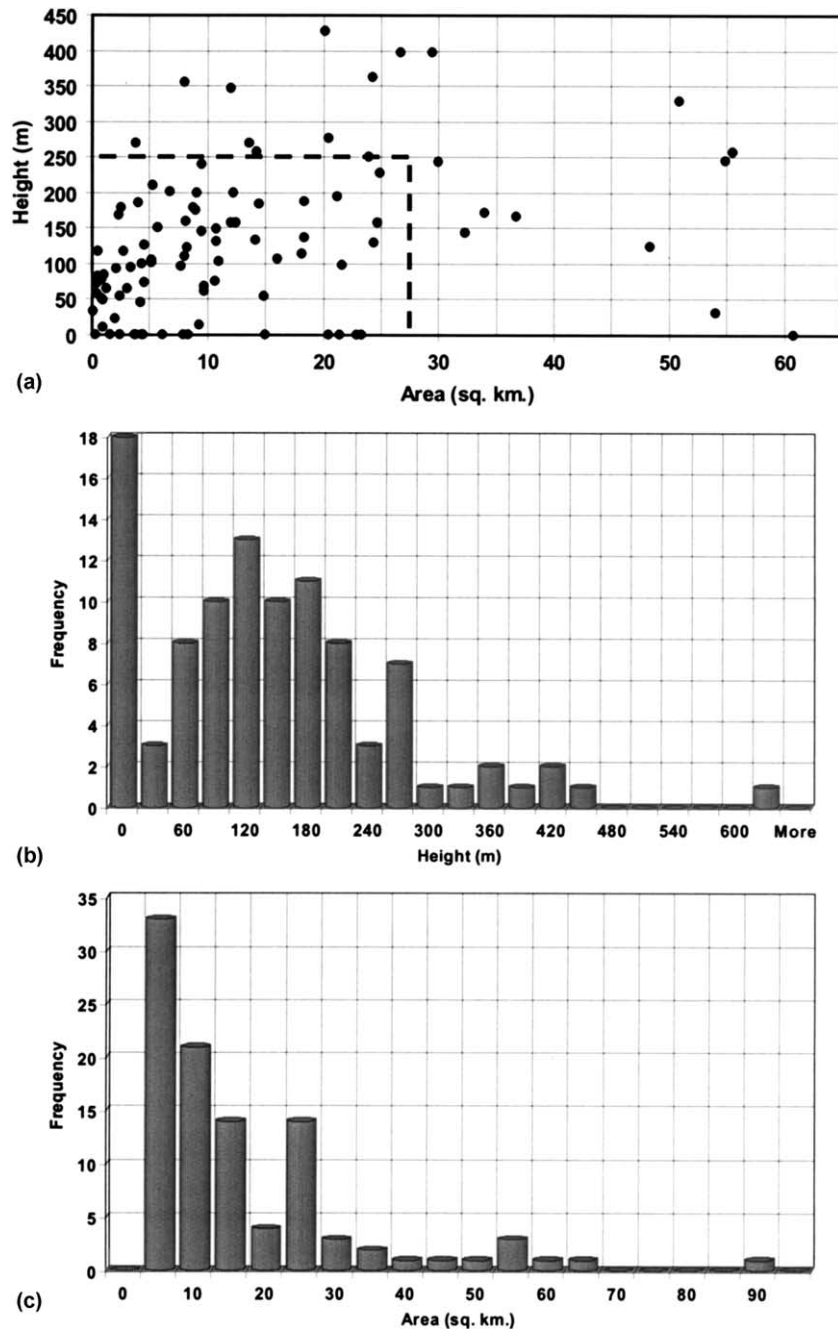 450
400
350
300
250
200
150
100
50
0
Height (m)
0 10 20 30 40 50 60
Area (sq. km.)
(a)
18
16
14
12
10
8
6
4
2
0
Frequency
0 60 120 180 240 300 360 420 480 540 600 More
Height (m)
(b)
35
30
25
20
15
10
5
0
Frequency
0 10 20 30 40 50 60 70 80 90
Area (sq. km.)
(c)